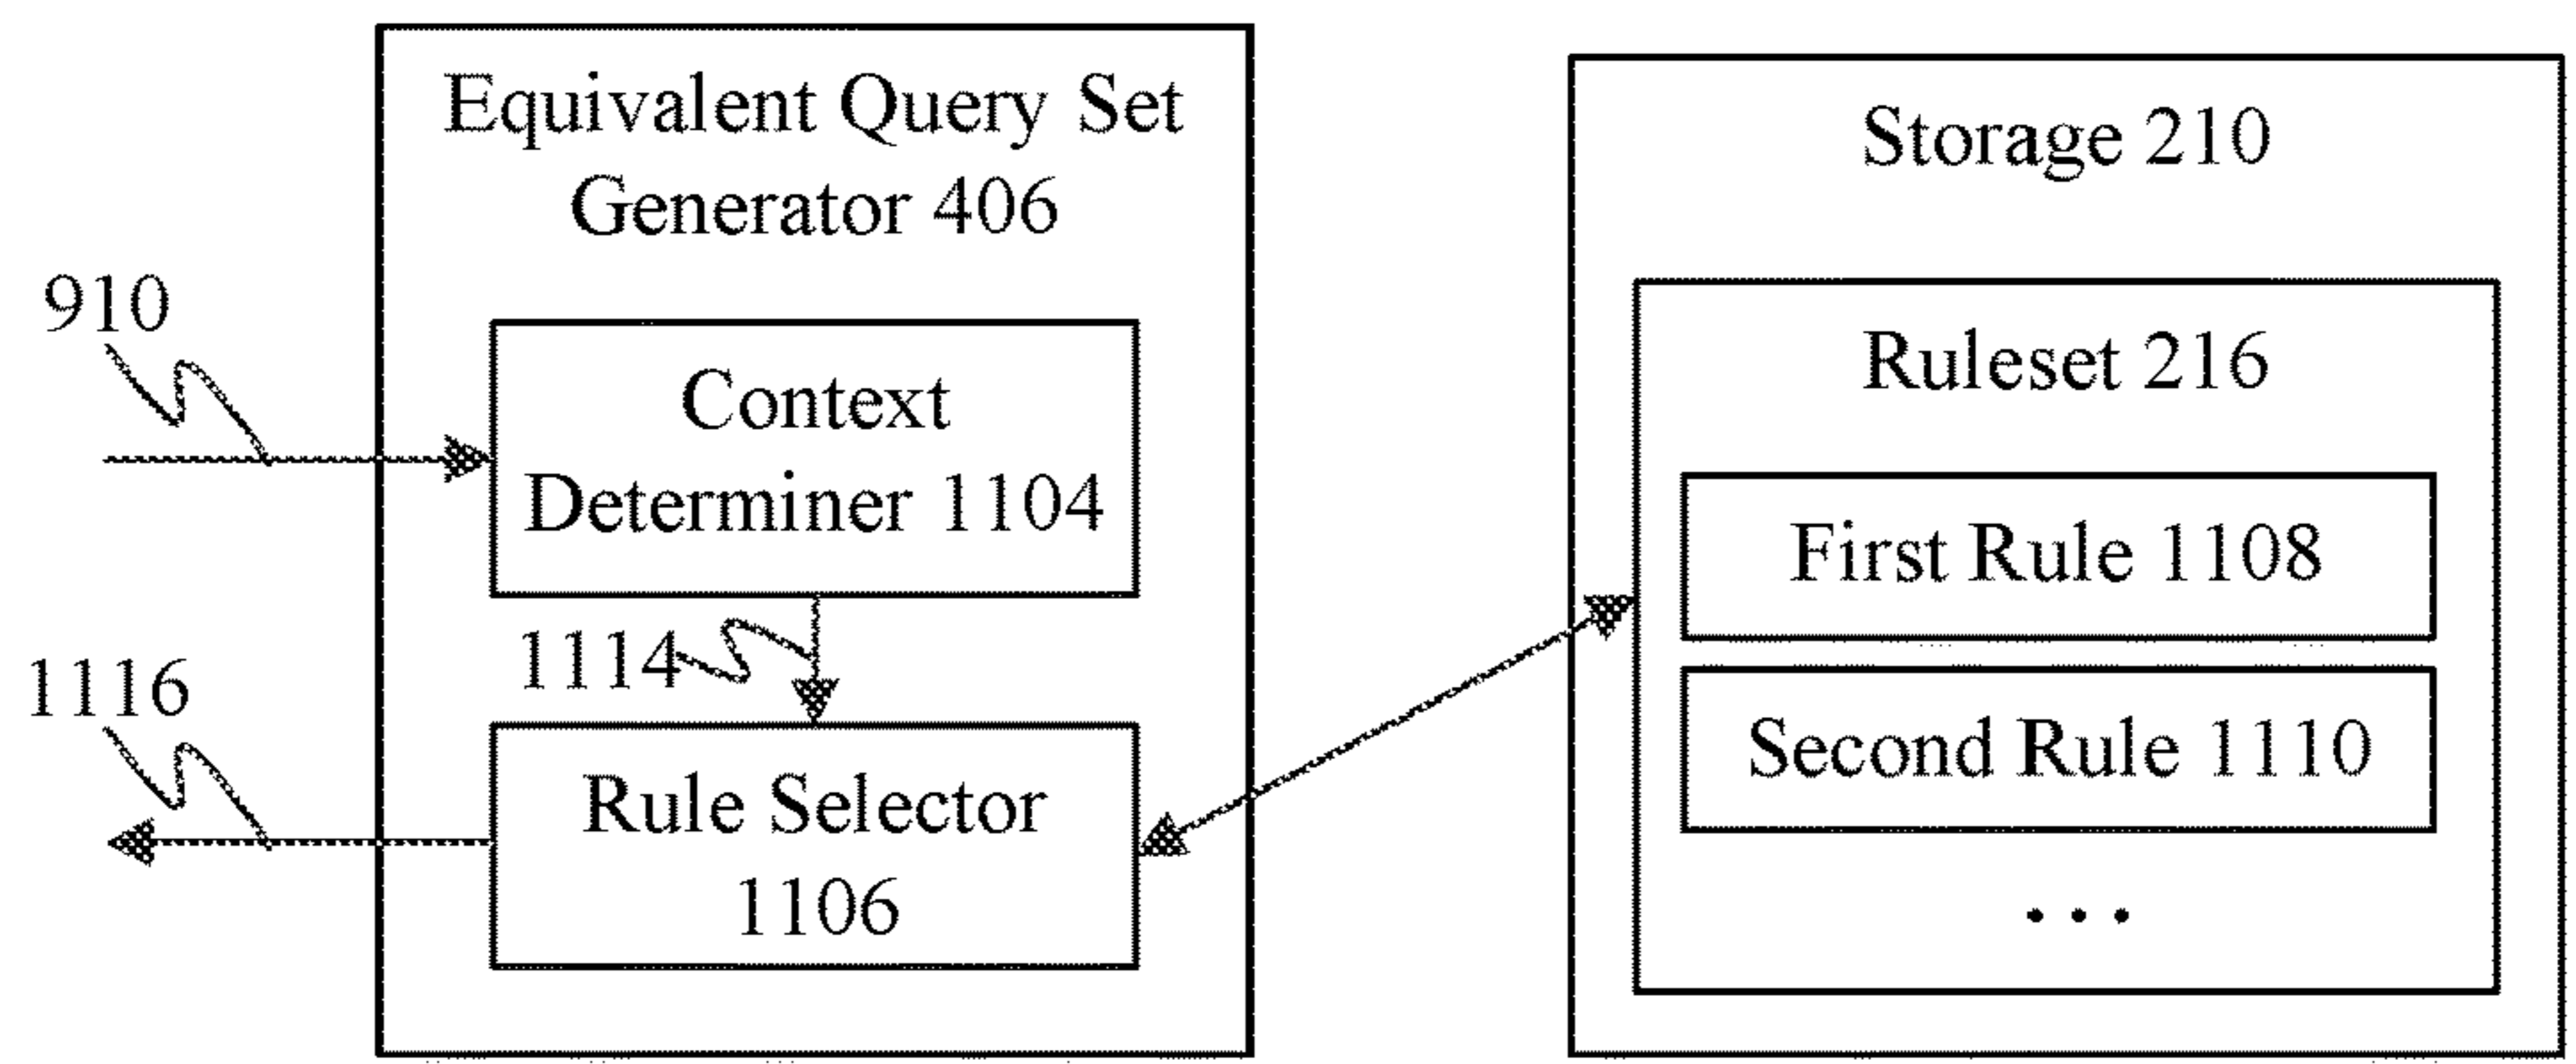 Equivalent Query Set
Generator 406
910
Context
Determiner 1104
1114
1116
Rule Selector
1106
Storage 210
Ruleset 216
First Rule 1108
Second Rule 1110
...